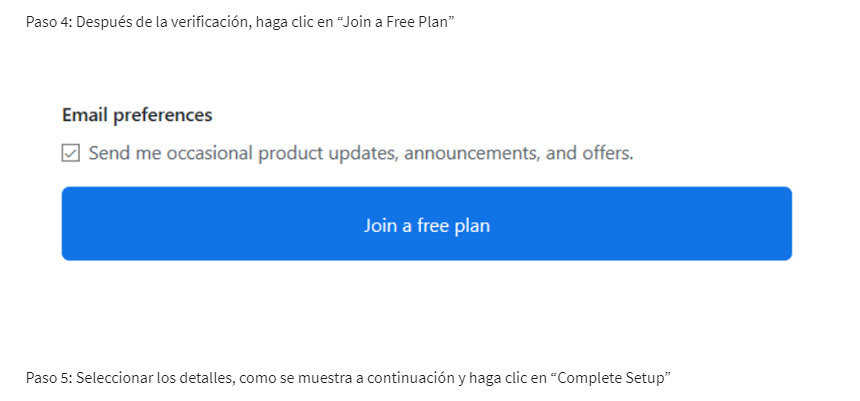 Paso 4: Después de la verificación, haga clic en “Join a Free Plan”
Email preferences
Send me occasional product updates, announcements, and offers.
Join a free plan
Paso 5: Seleccionar los detalles, como se muestra a continuación y haga clic en “Complete Setup”